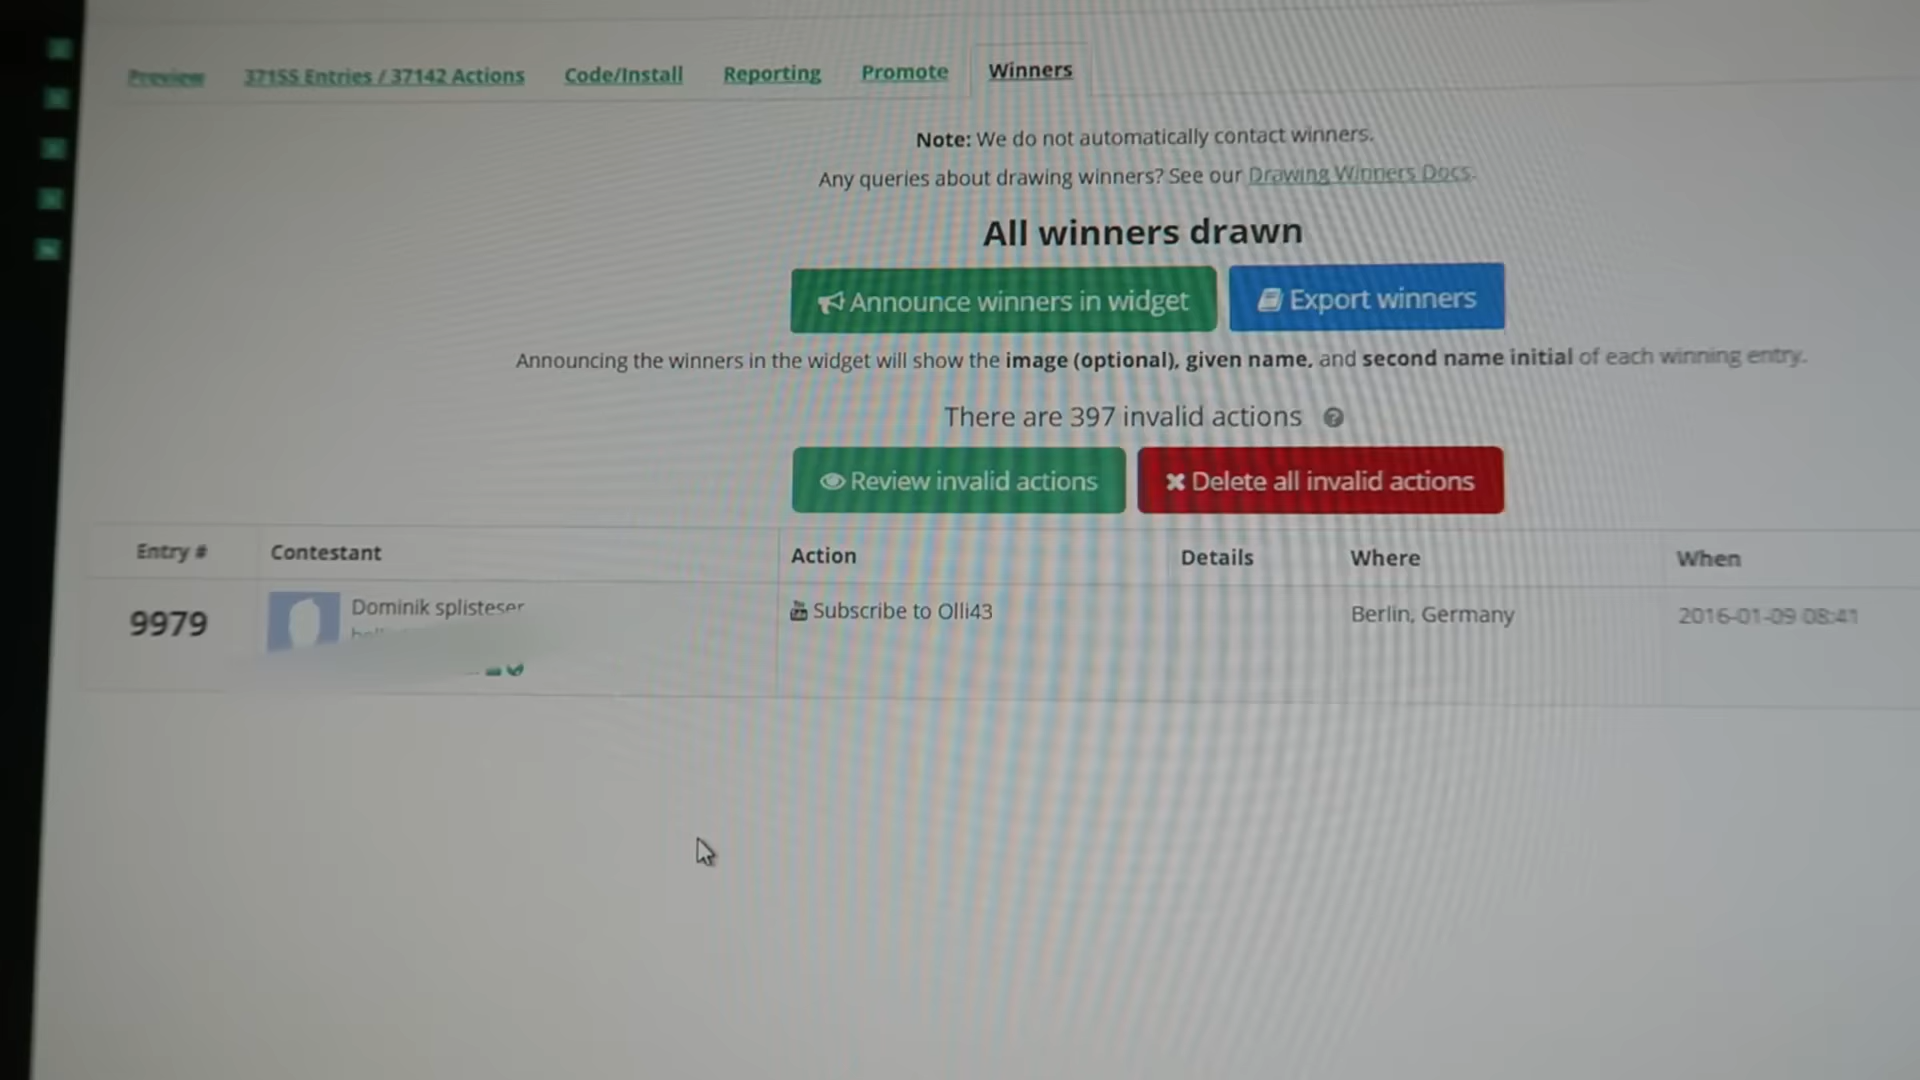 Preview 37155 Entries / 37142 Actions Code/Install Reporting Promote Winners
Note: We do not automatically contact winners.
Any queries about drawing winners? See our Drawing Winners Docs.
All winners drawn
Announce winners in widget Export winners
Announcing the winners in the widget will show the image (optional), given name, and second name initial of each winning entry.
There are 397 invalid actions
Review invalid actions Delete all invalid actions
Entry # Contestant Action Details Where When
9979 Dominik splisteser Subscribe to Olli43 Berlin, Germany 2016-01-09 08:41